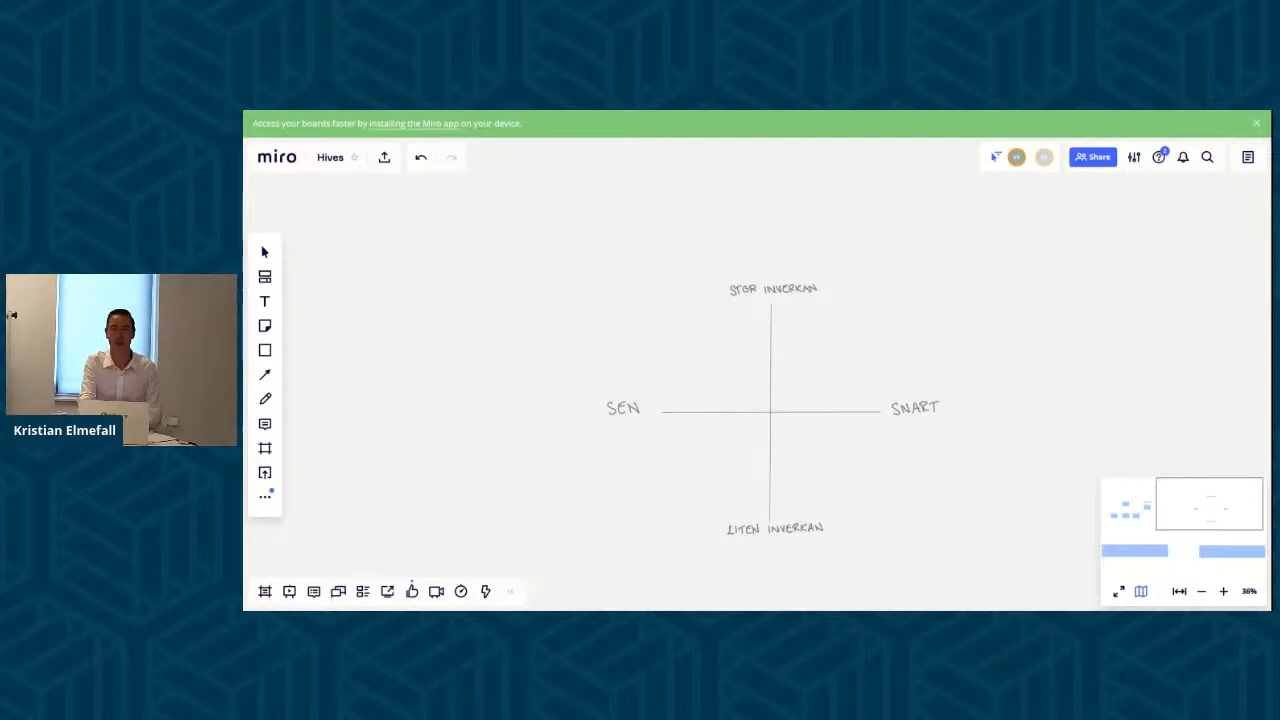 Access your boards faster by installing the Miro app on your device.
miro
Hives
Share
STOR INVERKAN
SEN
SNART
LITEN INVERKAN
Kristian Elmefall
36%